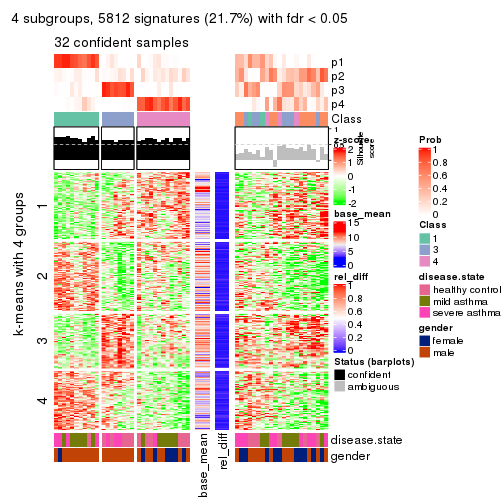 4 subgroups, 5812 signatures (21.7%) with fdr < 0.05
32 confident samples
p1
p2
p3
p4
Class
1
0.5
silhouette
score
k-means with 4 groups
1
2
3
4
disease.state
gender
base_mean
rel_diff
z-score
2
1
0
-1
-2
base_mean
15
10
5
0
rel_diff
1
0.8
0.6
0.4
0.2
0
Status (barplots)
confident
ambiguous
Prob
1
0.8
0.6
0.4
0.2
0
Class
1
3
4
disease.state
healthy control
mild asthma
severe asthma
gender
female
male